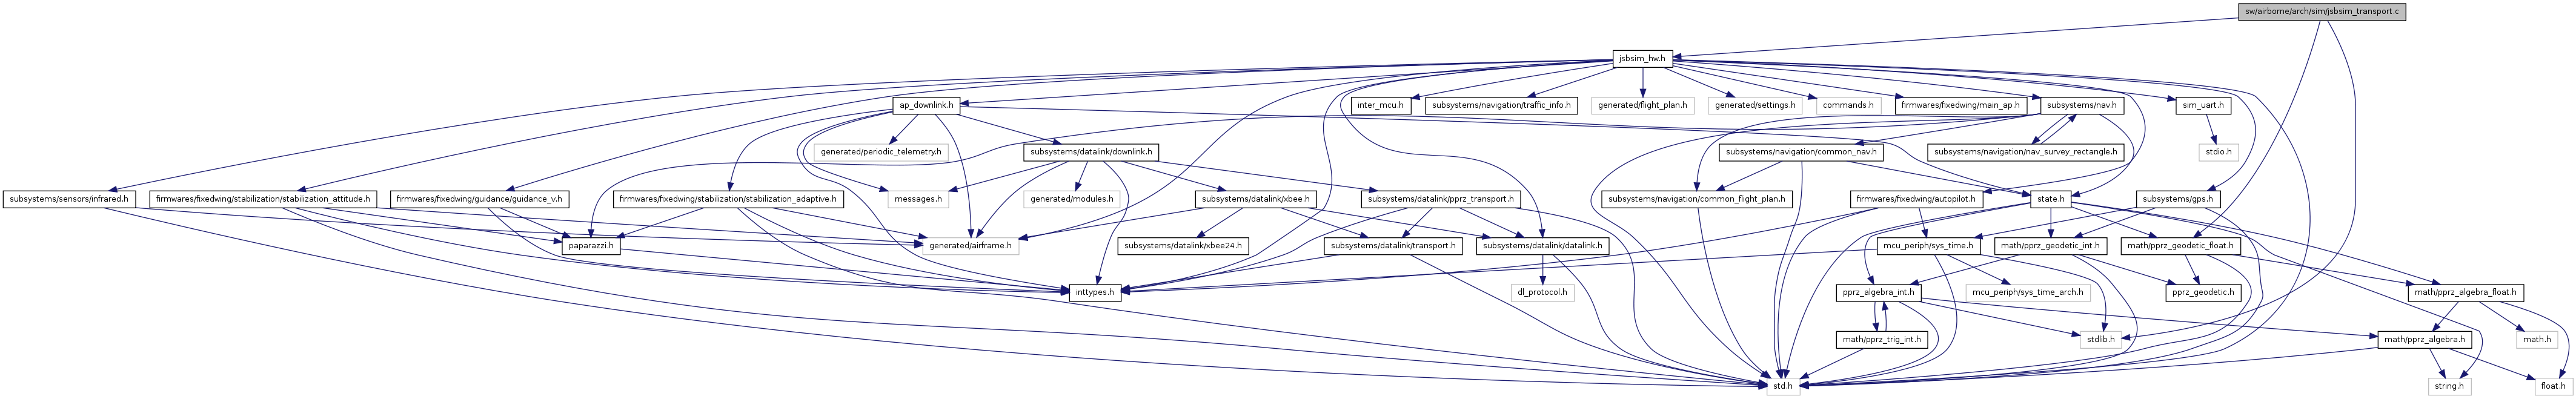 sw/airborne/arch/sim/jsbsim_transport.c
jsbsim_hw.h
ap_downlink.h
inter_mcu.h
subsystems/navigation/traffic_info.h
generated/flight_plan.h
generated/settings.h
commands.h
firmwares/fixedwing/main_ap.h
subsystems/nav.h
sim_uart.h
generated/periodic_telemetry.h
subsystems/datalink/downlink.h
subsystems/navigation/common_nav.h
subsystems/navigation/nav_survey_rectangle.h
stdio.h
subsystems/sensors/infrared.h
firmwares/fixedwing/stabilization/stabilization_attitude.h
firmwares/fixedwing/guidance/guidance_v.h
firmwares/fixedwing/stabilization/stabilization_adaptive.h
messages.h
generated/modules.h
subsystems/datalink/xbee.h
subsystems/datalink/pprz_transport.h
subsystems/navigation/common_flight_plan.h
firmwares/fixedwing/autopilot.h
state.h
subsystems/gps.h
paparazzi.h
generated/airframe.h
subsystems/datalink/xbee24.h
subsystems/datalink/transport.h
subsystems/datalink/datalink.h
mcu_periph/sys_time.h
math/pprz_geodetic_int.h
math/pprz_geodetic_float.h
inttypes.h
dl_protocol.h
pprz_algebra_int.h
mcu_periph/sys_time_arch.h
pprz_geodetic.h
math/pprz_algebra_float.h
math/pprz_trig_int.h
stdlib.h
math/pprz_algebra.h
math.h
std.h
string.h
float.h